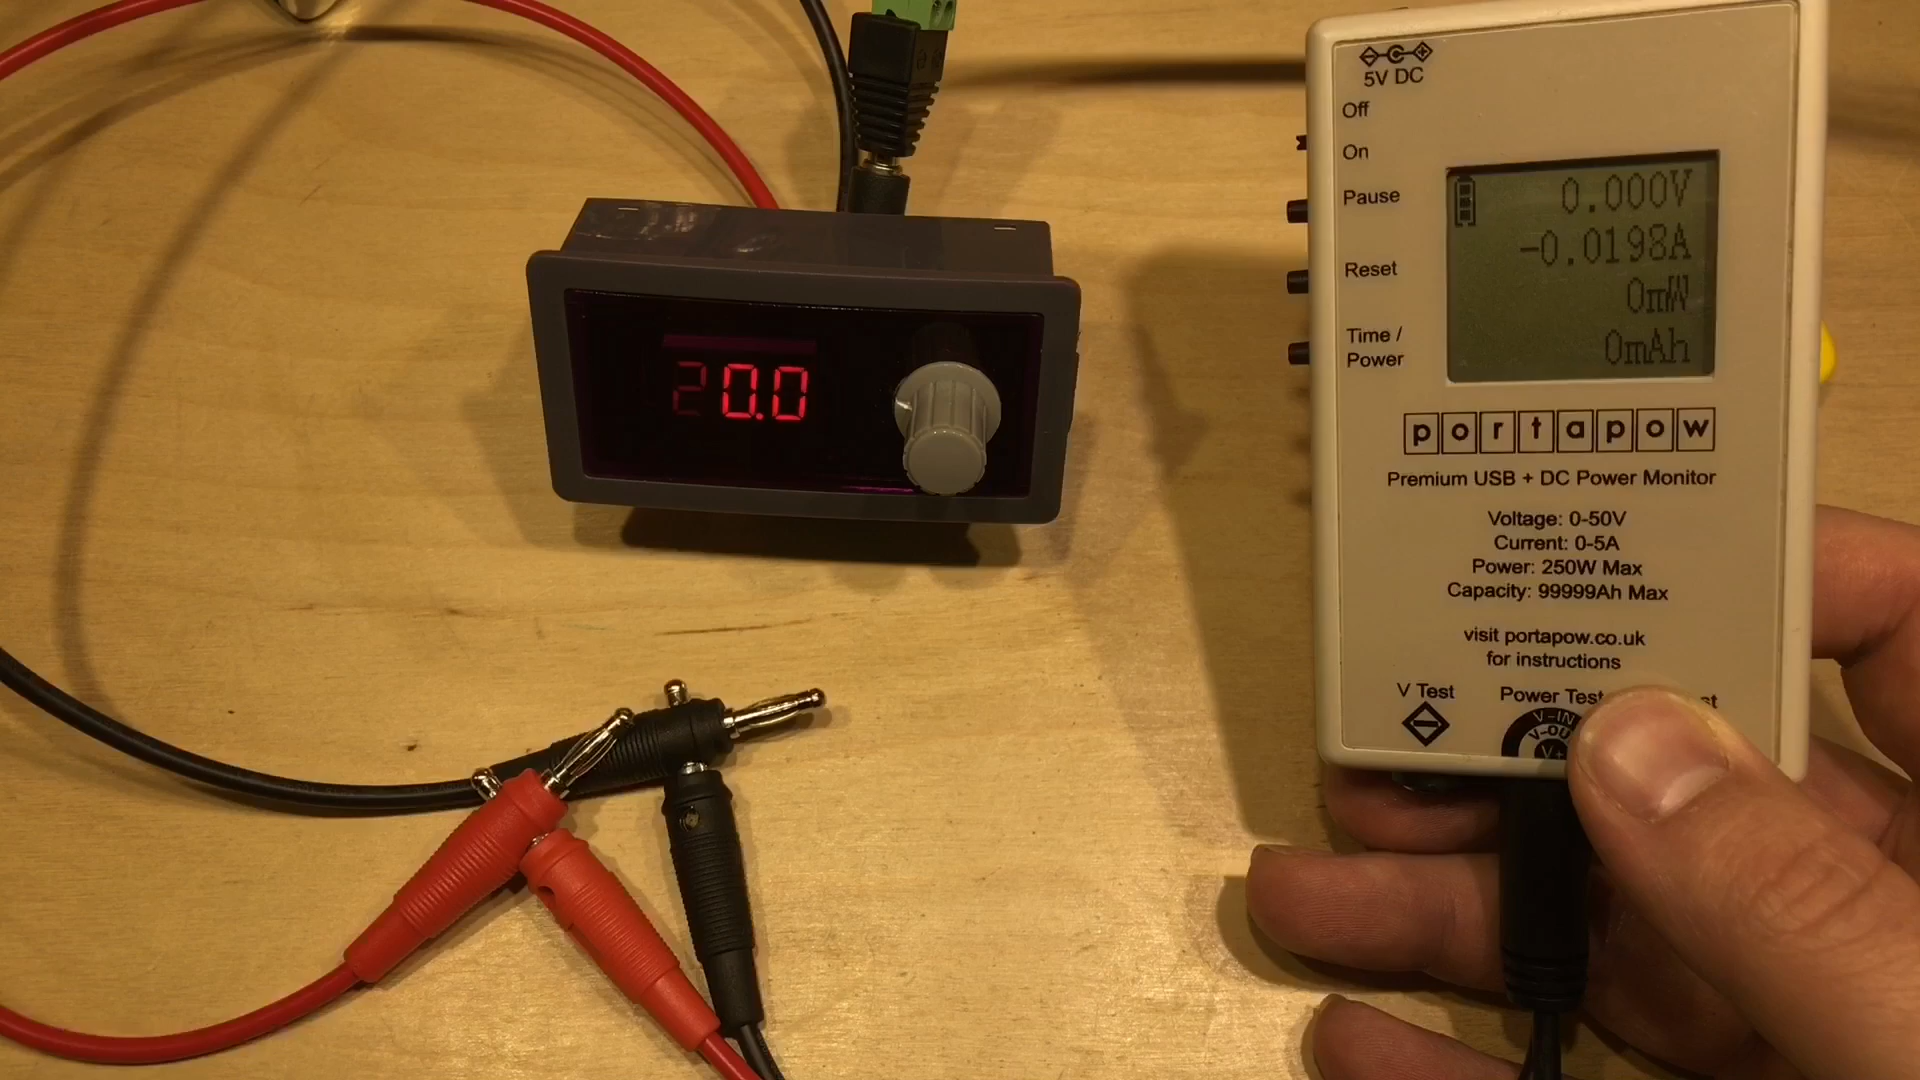 20.0
5V DC
Off
On
Pause
Reset
Time /
Power
0.000V
-0.0198A
0mW
0mAh
portapow
Premium USB + DC Power Monitor
Voltage: 0-50V
Current: 0-5A
Power: 250W Max
Capacity: 99999Ah Max
visit portapow.co.uk
for instructions
V Test
Power Test
V-IN
V+